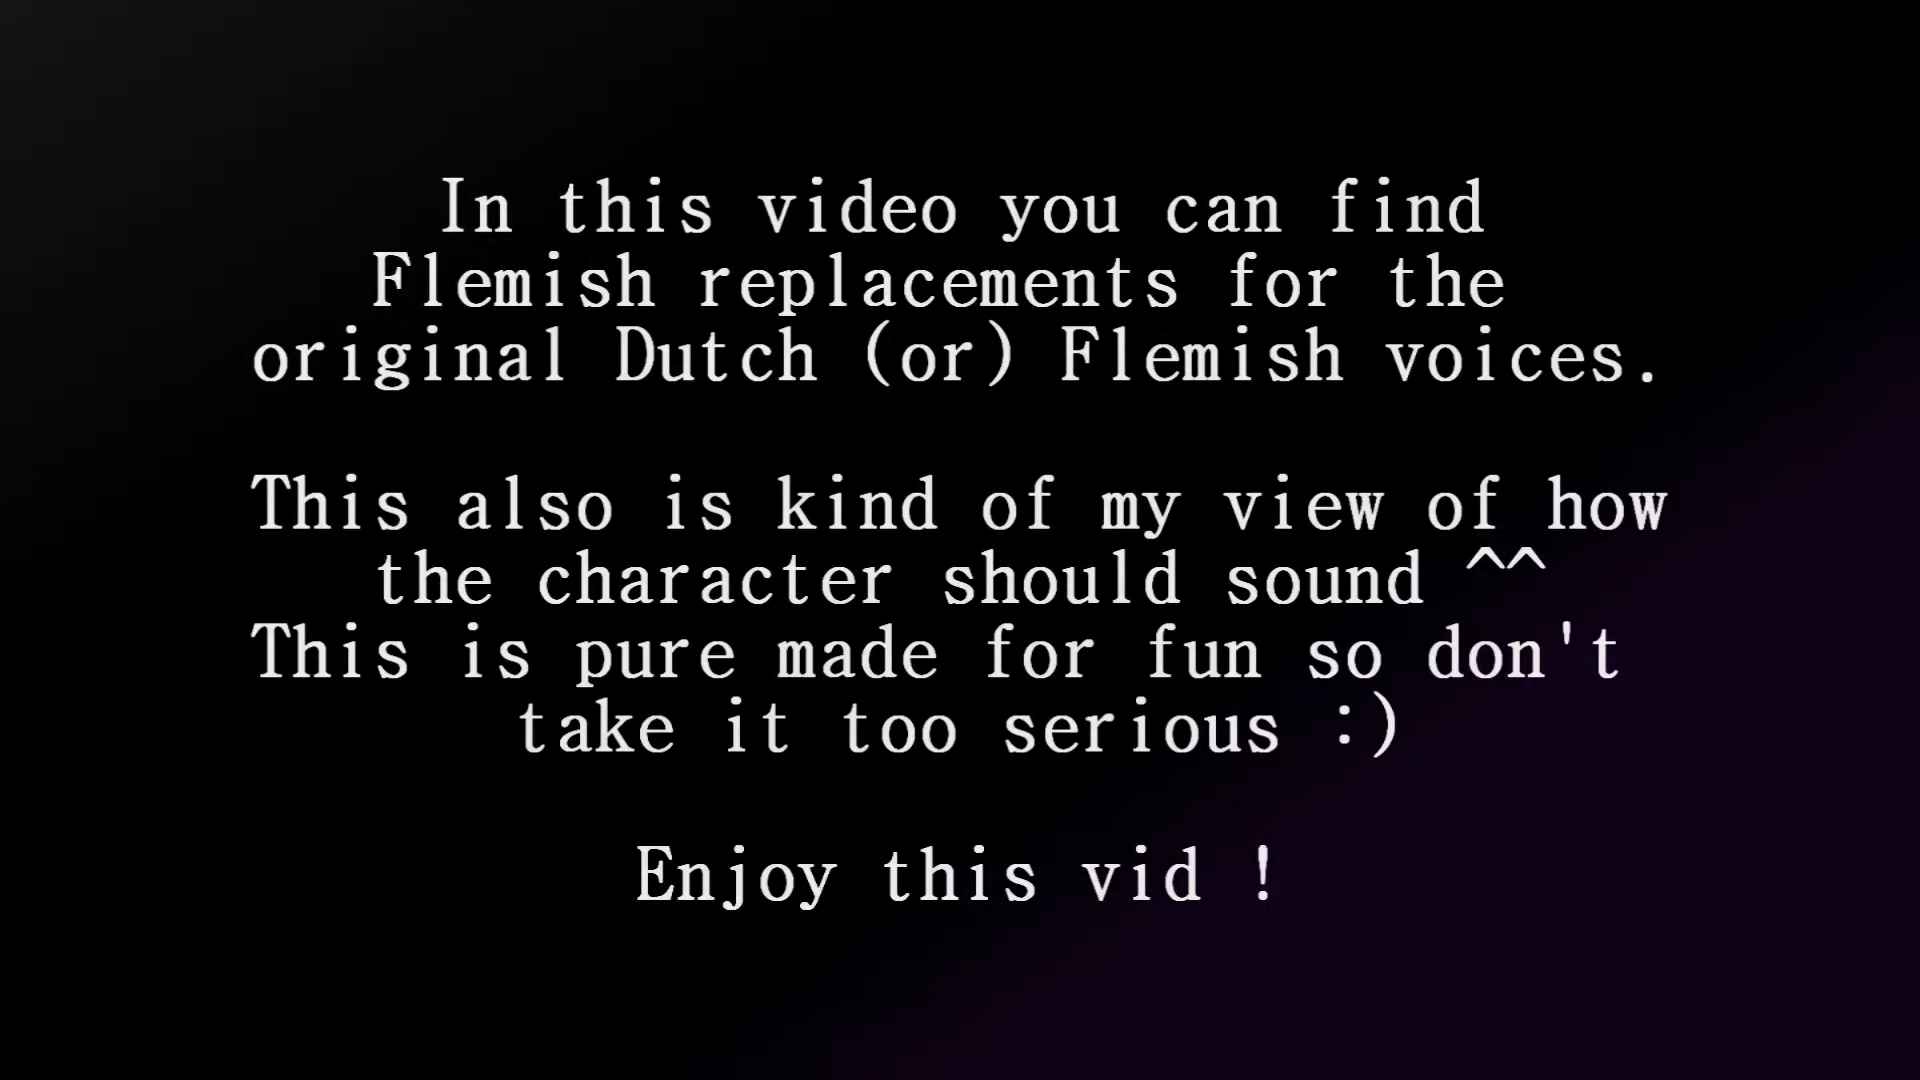 In this video you can find
Flemish replacements for the
original Dutch (or) Flemish voices.
This also is kind of my view of how
the character should sound ^^
This is pure made for fun so don't
take it too serious :)
Enjoy this vid !